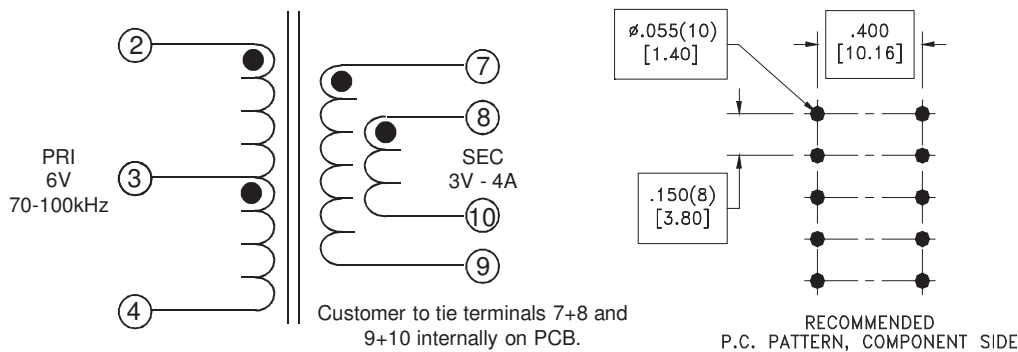 2
3
4
PRI
6V
70-100kHz
7
8
10
9
SEC
3V - 4A
Customer to tie terminals 7+8 and
9+10 internally on PCB.
ø.055(10)
[1.40]
.400
[10.16]
.150(8)
[3.80]
RECOMMENDED
P.C. PATTERN, COMPONENT SIDE